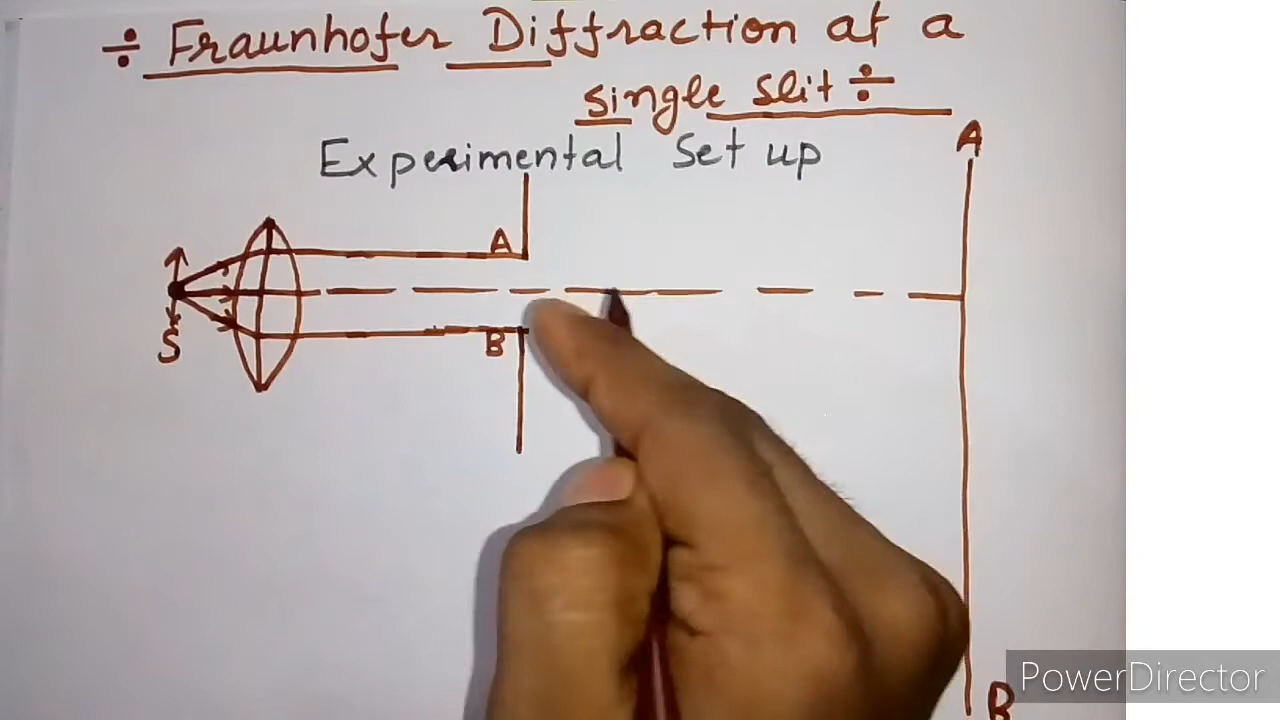 ÷ Fraunhofer Diffraction at a
single slit ÷
Experimental Set up
A
A
S
B
B
PowerDirector